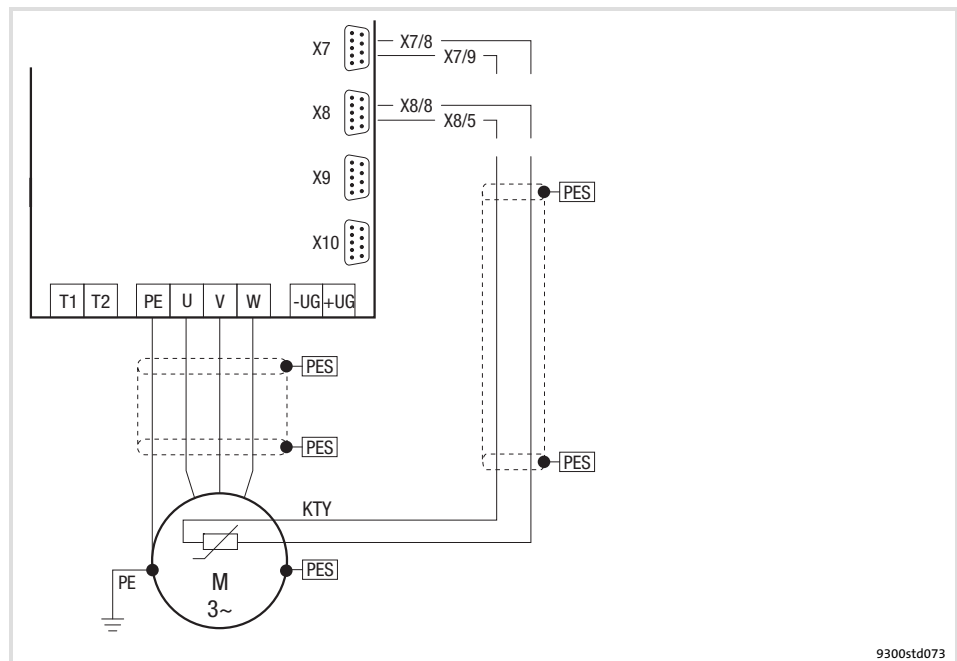 X7
X7/8
X7/9
X8
X8/8
X8/5
X9
PES
X10
T1 T2 PE U V W -UG +UG
PES
PES
PES
KTY
PE
M
3~
PES
9300std073